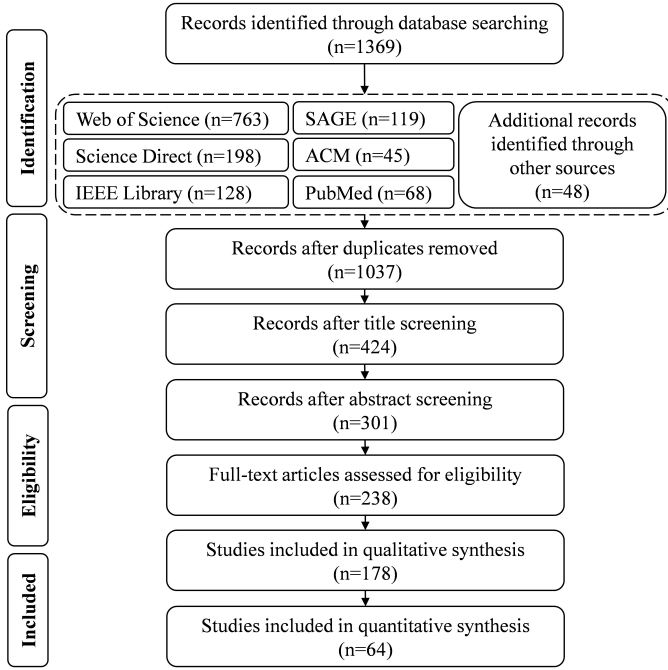 Records identified through database searching
(n=1369)
Identification
Web of Science (n=763)
SAGE (n=119)
Science Direct (n=198)
ACM (n=45)
IEEE Library (n=128)
PubMed (n=68)
Additional records
identified through
other sources
(n=48)
Screening
Records after duplicates removed
(n=1037)
Records after title screening
(n=424)
Records after abstract screening
(n=301)
Eligibility
Full-text articles assessed for eligibility
(n=238)
Included
Studies included in qualitative synthesis
(n=178)
Studies included in quantitative synthesis
(n=64)